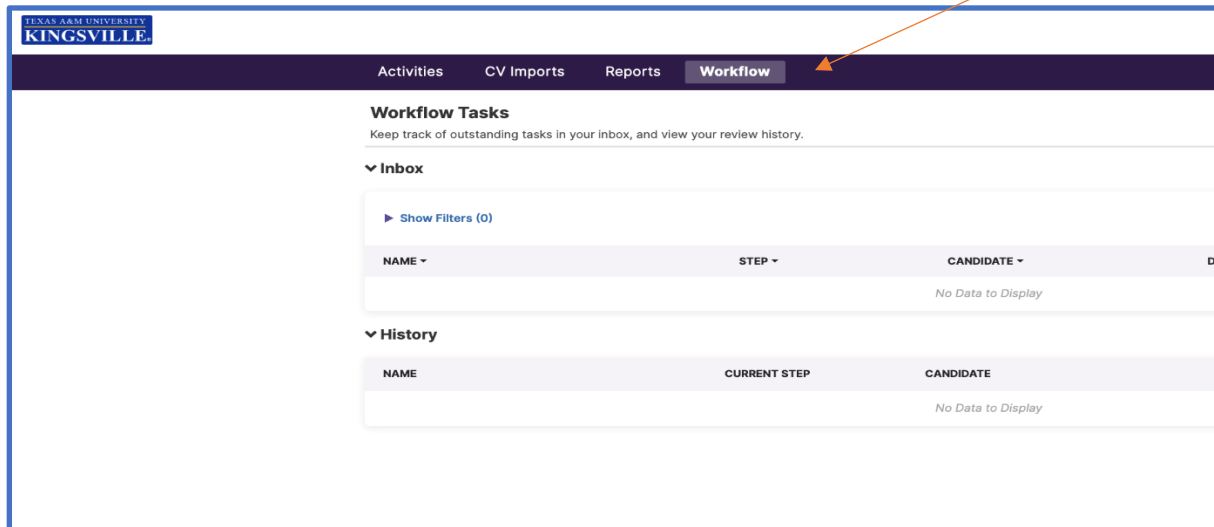 TEXAS A&M UNIVERSITY
KINGSVILLE®
Activities CV Imports Reports Workflow
Workflow Tasks
Keep track of outstanding tasks in your inbox, and view your review history.
Inbox
Show Filters (0)
NAME STEP CANDIDATE D
No Data to Display
History
NAME CURRENT STEP CANDIDATE
No Data to Display